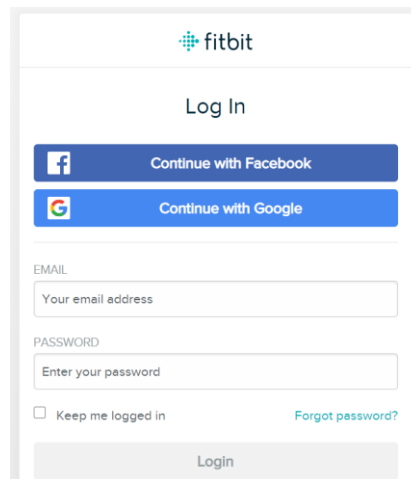 fitbit
Log In
Continue with Facebook
Continue with Google
EMAIL
Your email address
PASSWORD
Enter your password
Keep me logged in Forgot password?
Login